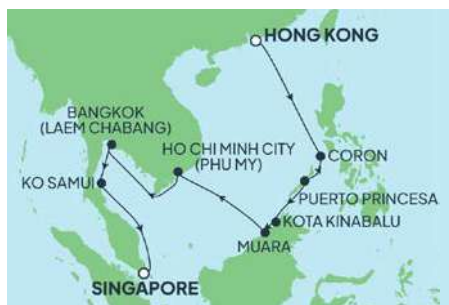 HONG KONG
BANGKOK
(LAEM CHABANG)
HO CHI MINH CITY
(PHU MY)
CORON
KO SAMUI
PUERTO PRINCESA
KOTA KINABALU
MUARA
SINGAPORE